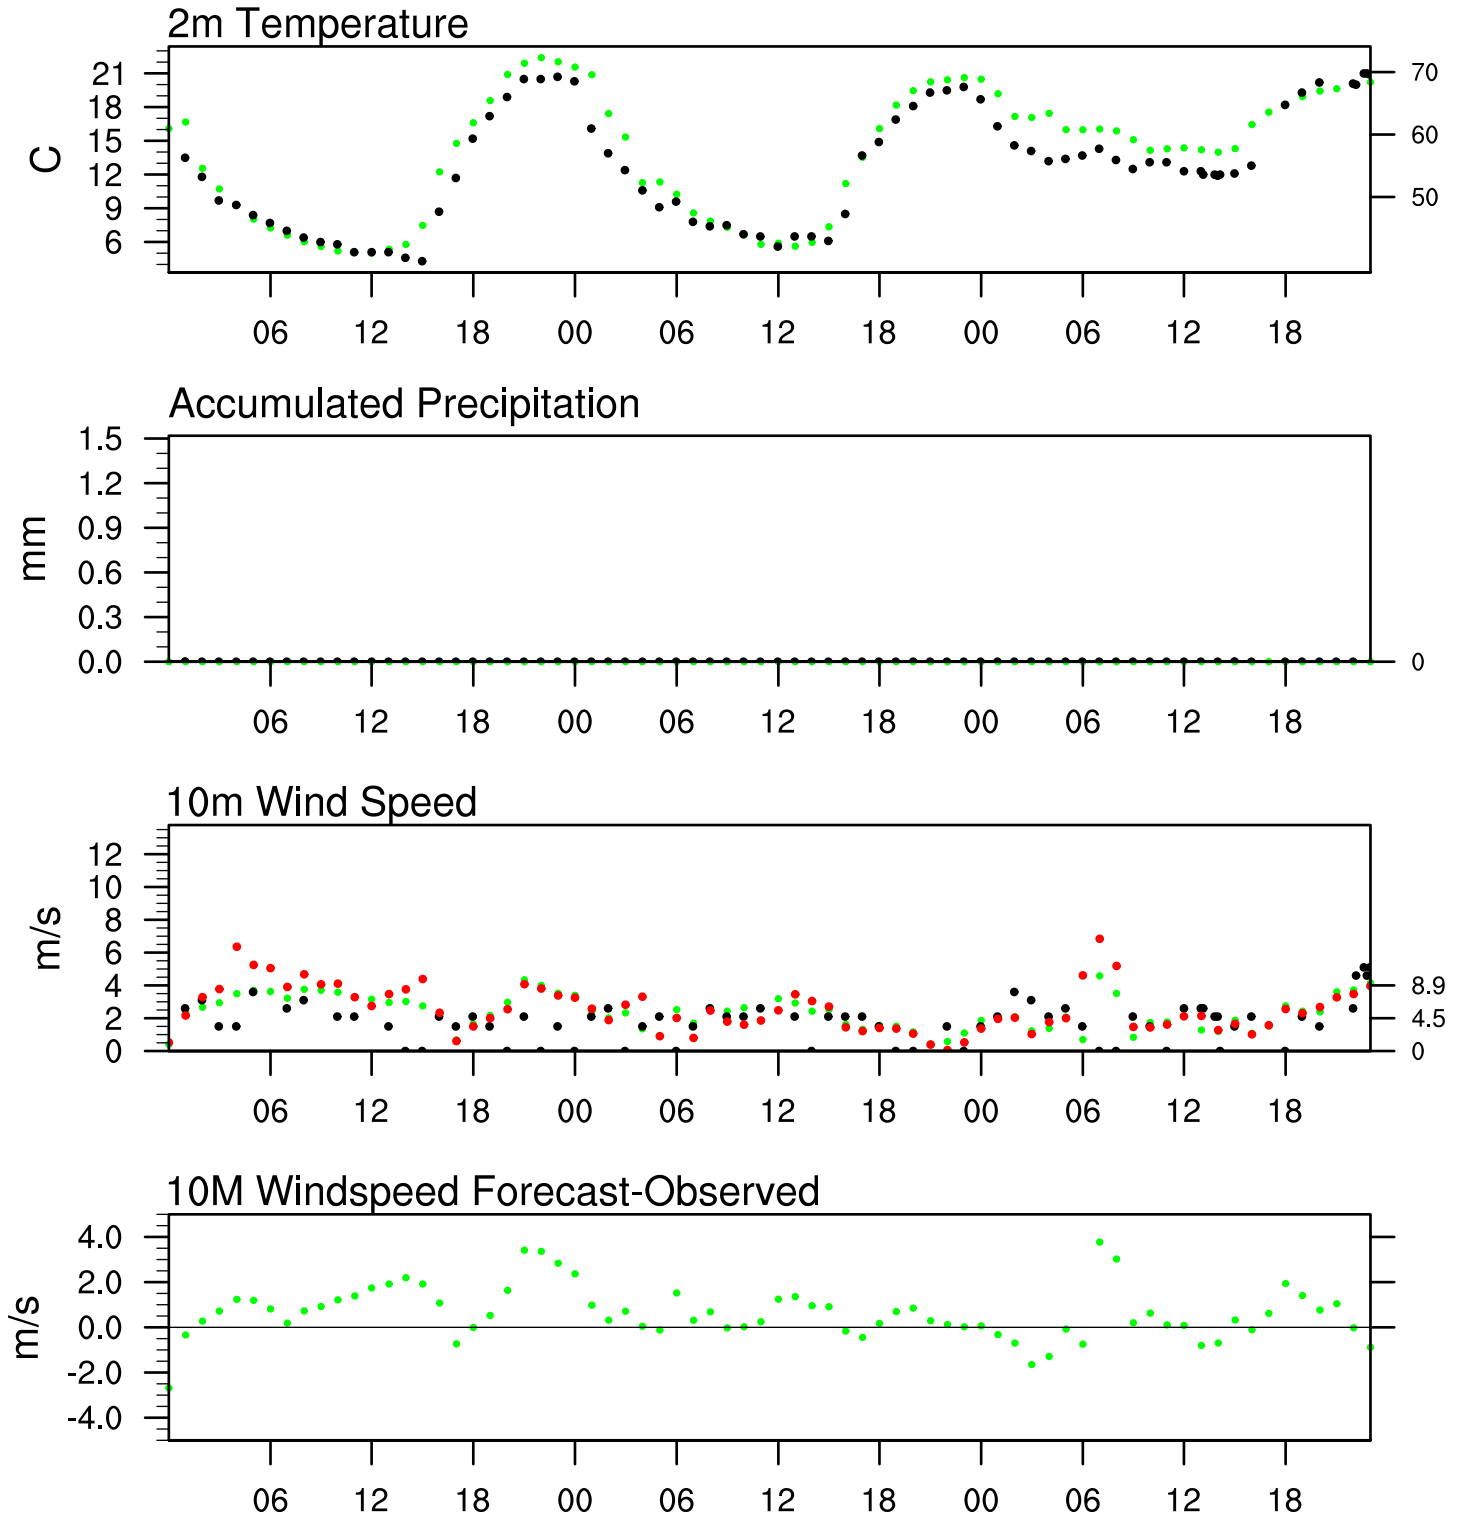 2m Temperature
21
18
15
12
9
6
C
70
60
50
06 12 18 00 06 12 18 00 06 12 18
Accumulated Precipitation
1.5
1.2
0.9
0.6
0.3
0.0
mm
0
06 12 18 00 06 12 18 00 06 12 18
10m Wind Speed
12
10
8
6
4
2
0
m/s
8.9
4.5
0
06 12 18 00 06 12 18 00 06 12 18
10M Windspeed Forecast-Observed
4.0
2.0
0.0
-2.0
-4.0
m/s
06 12 18 00 06 12 18 00 06 12 18